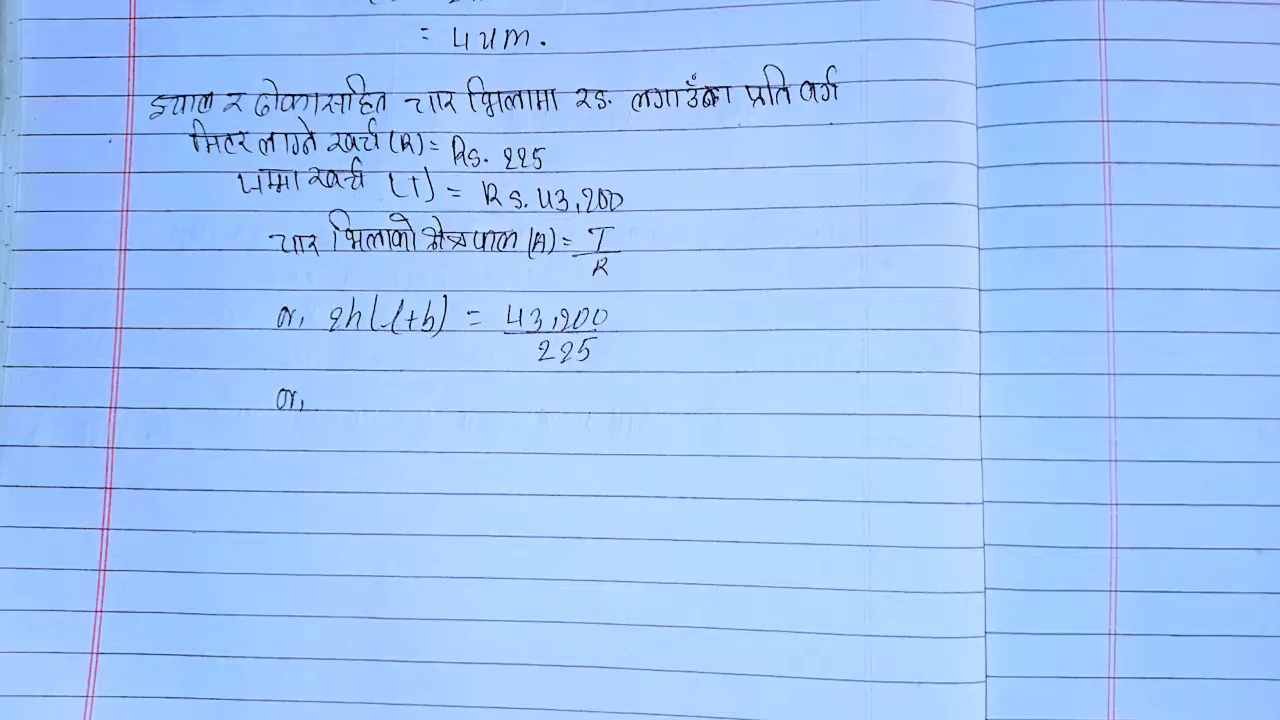 = 4um.
झ्याल र ढोकासहित चार भित्तामा रङ लगाउँदा प्रति वर्ग
मिटर लाग्ने खर्च (R) = Rs. 225
जम्मा खर्च (T) = Rs. 43,200
चार भित्ताको क्षेत्रफल (A) = T/R
or, 2h(l+b) = 43,200/225
or,